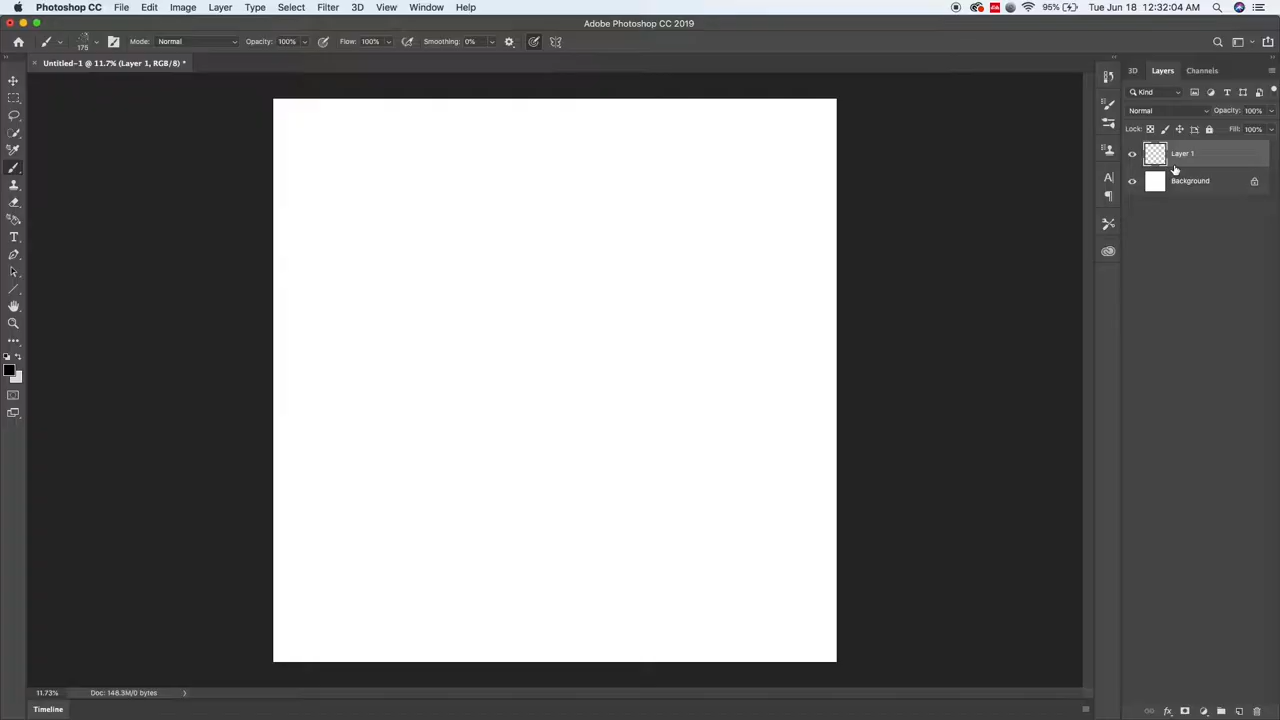 Photoshop CC File Edit Image Layer Type Select Filter 3D View Window Help 95% Tue Jun 18 12:32:04 AM
Adobe Photoshop CC 2019
175 Mode: Normal Opacity: 100% Flow: 100% Smoothing: 0%
Untitled-1 @ 11.7% (Layer 1, RGB/8) *
3D Layers Channels
Kind
Normal Opacity: 100%
Lock: Fill: 100%
Layer 1
Background
11.73% Doc: 148.3M/0 bytes
Timeline